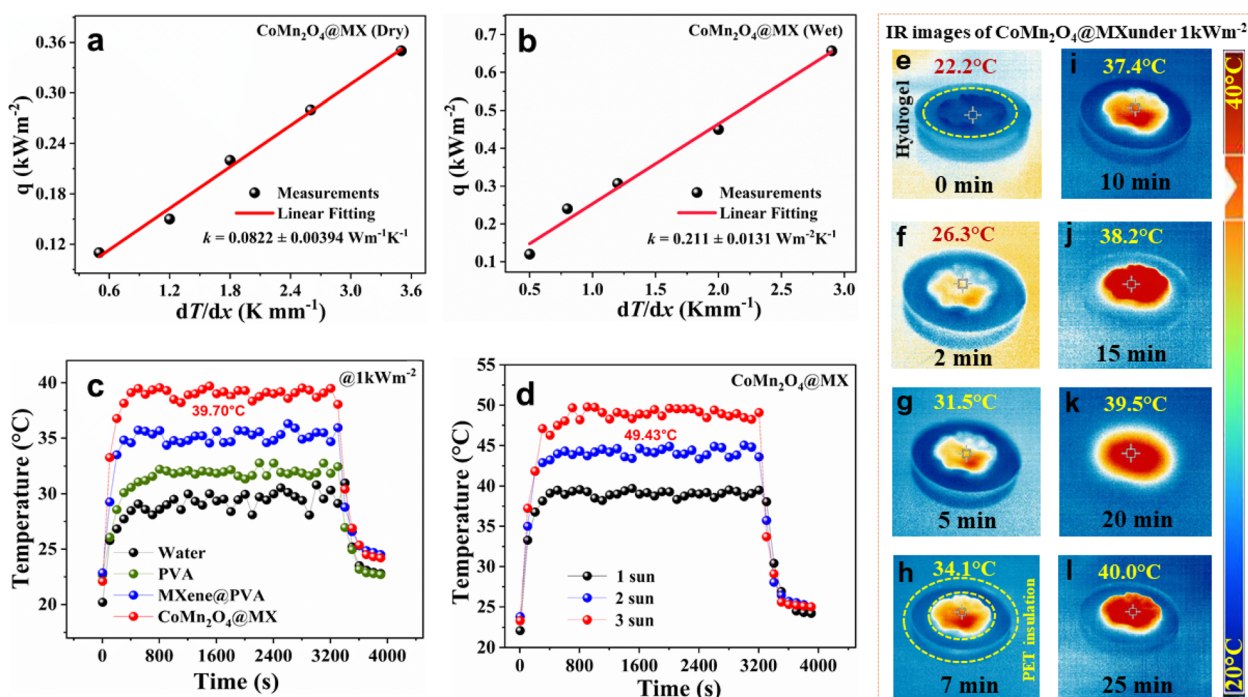 a
CoMn₂O₄@MX (Dry)
0.36
0.30
0.24
0.18
0.12
q (kWm⁻²)
Measurements
Linear Fitting
k = 0.0822 ± 0.00394 Wm⁻¹K⁻¹
0.6 1.2 1.8 2.4 3.0 3.6
dT/dx (K mm⁻¹)
b
CoMn₂O₄@MX (Wet)
0.7
0.6
0.5
0.4
0.3
0.2
0.1
q (kWm⁻²)
Measurements
Linear Fitting
k = 0.211 ± 0.0131 Wm⁻²K⁻¹
0.5 1.0 1.5 2.0 2.5 3.0
dT/dx (Kmm⁻¹)
c
@1kWm⁻²
40
35
30
25
20
Temperature (°C)
39.70°C
Water
PVA
MXene@PVA
CoMn₂O₄@MX
0 800 1600 2400 3200 4000
Time (s)
d
CoMn₂O₄@MX
55
50
45
40
35
30
25
20
Temperature (°C)
49.43°C
1 sun
2 sun
3 sun
0 800 1600 2400 3200 4000
Time (s)
IR images of CoMn₂O₄@MXunder 1kWm⁻²
e
22.2°C
Hydrogel
0 min
i
37.4°C
10 min
f
26.3°C
2 min
j
38.2°C
15 min
g
31.5°C
5 min
k
39.5°C
20 min
h
34.1°C
PET insulation
7 min
l
40.0°C
25 min
40°C
20°C